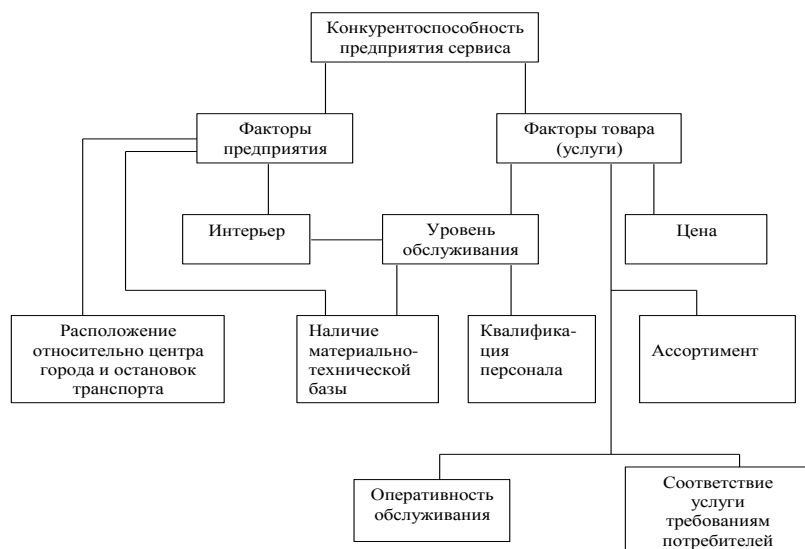 Конкурентоспособность
предприятия сервиса
Факторы
предприятия
Факторы товара
(услуги)
Интерьер
Уровень
обслуживания
Цена
Расположение
относительно центра
города и остановок
транспорта
Наличие
материально-
технической
базы
Квалифика-
ция
персонала
Ассортимент
Оперативность
обслуживания
Соответствие
услуги
требованиям
потребителей